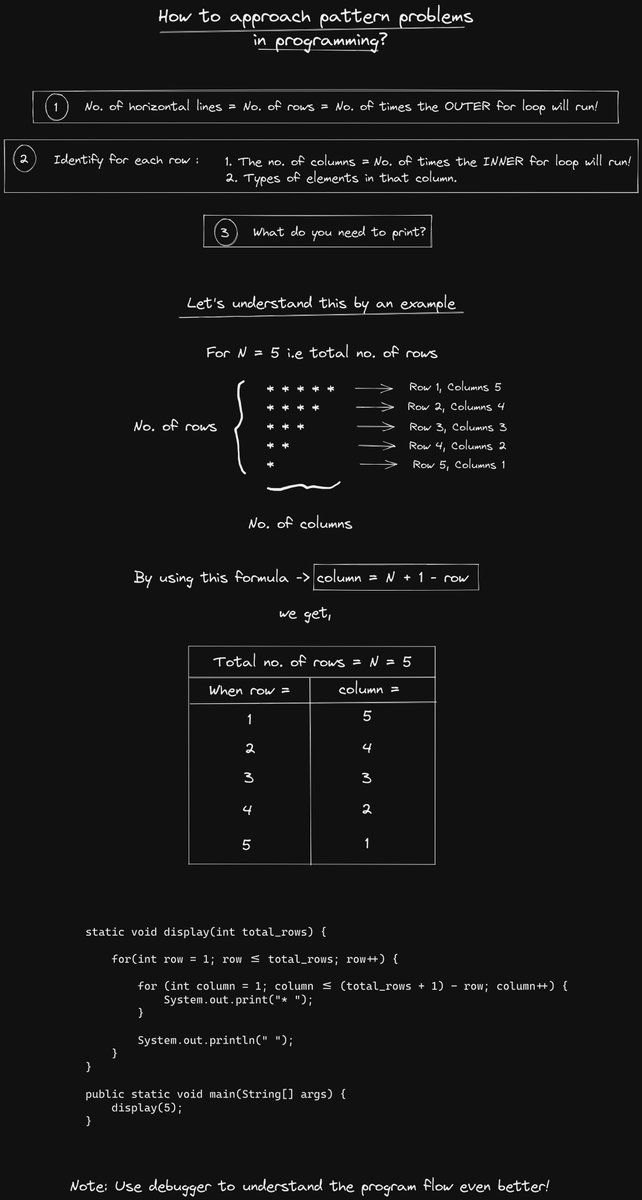 How to approach pattern problems
in programming?
1 No. of horizontal lines = No. of rows = No. of times the OUTER for loop will run!
2 Identify for each row : 1. The no. of columns = No. of times the INNER for loop will run!
2. Types of elements in that column.
3 What do you need to print?
Let's understand this by an example
For N = 5 i.e total no. of rows
* * * * * Row 1, Columns 5
* * * * Row 2, Columns 4
No. of rows * * * Row 3, Columns 3
* * Row 4, Columns 2
* Row 5, Columns 1
No. of columns
By using this formula -> column = N + 1 - row
we get,
Total no. of rows = N = 5
When row = column =
1 5
2 4
3 3
4 2
5 1
static void display(int total_rows) {
for(int row = 1; row ≤ total_rows; row++) {
for (int column = 1; column ≤ (total_rows + 1) - row; column++) {
System.out.print("* ");
}
System.out.println(" ");
}
}
public static void main(String[] args) {
display(5);
}
Note: Use debugger to understand the program flow even better!